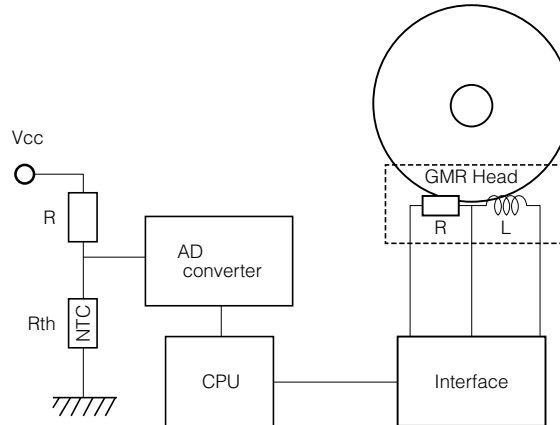 GMR Head
Vcc
R
R
L
AD
converter
Rth
NTC
CPU
Interface